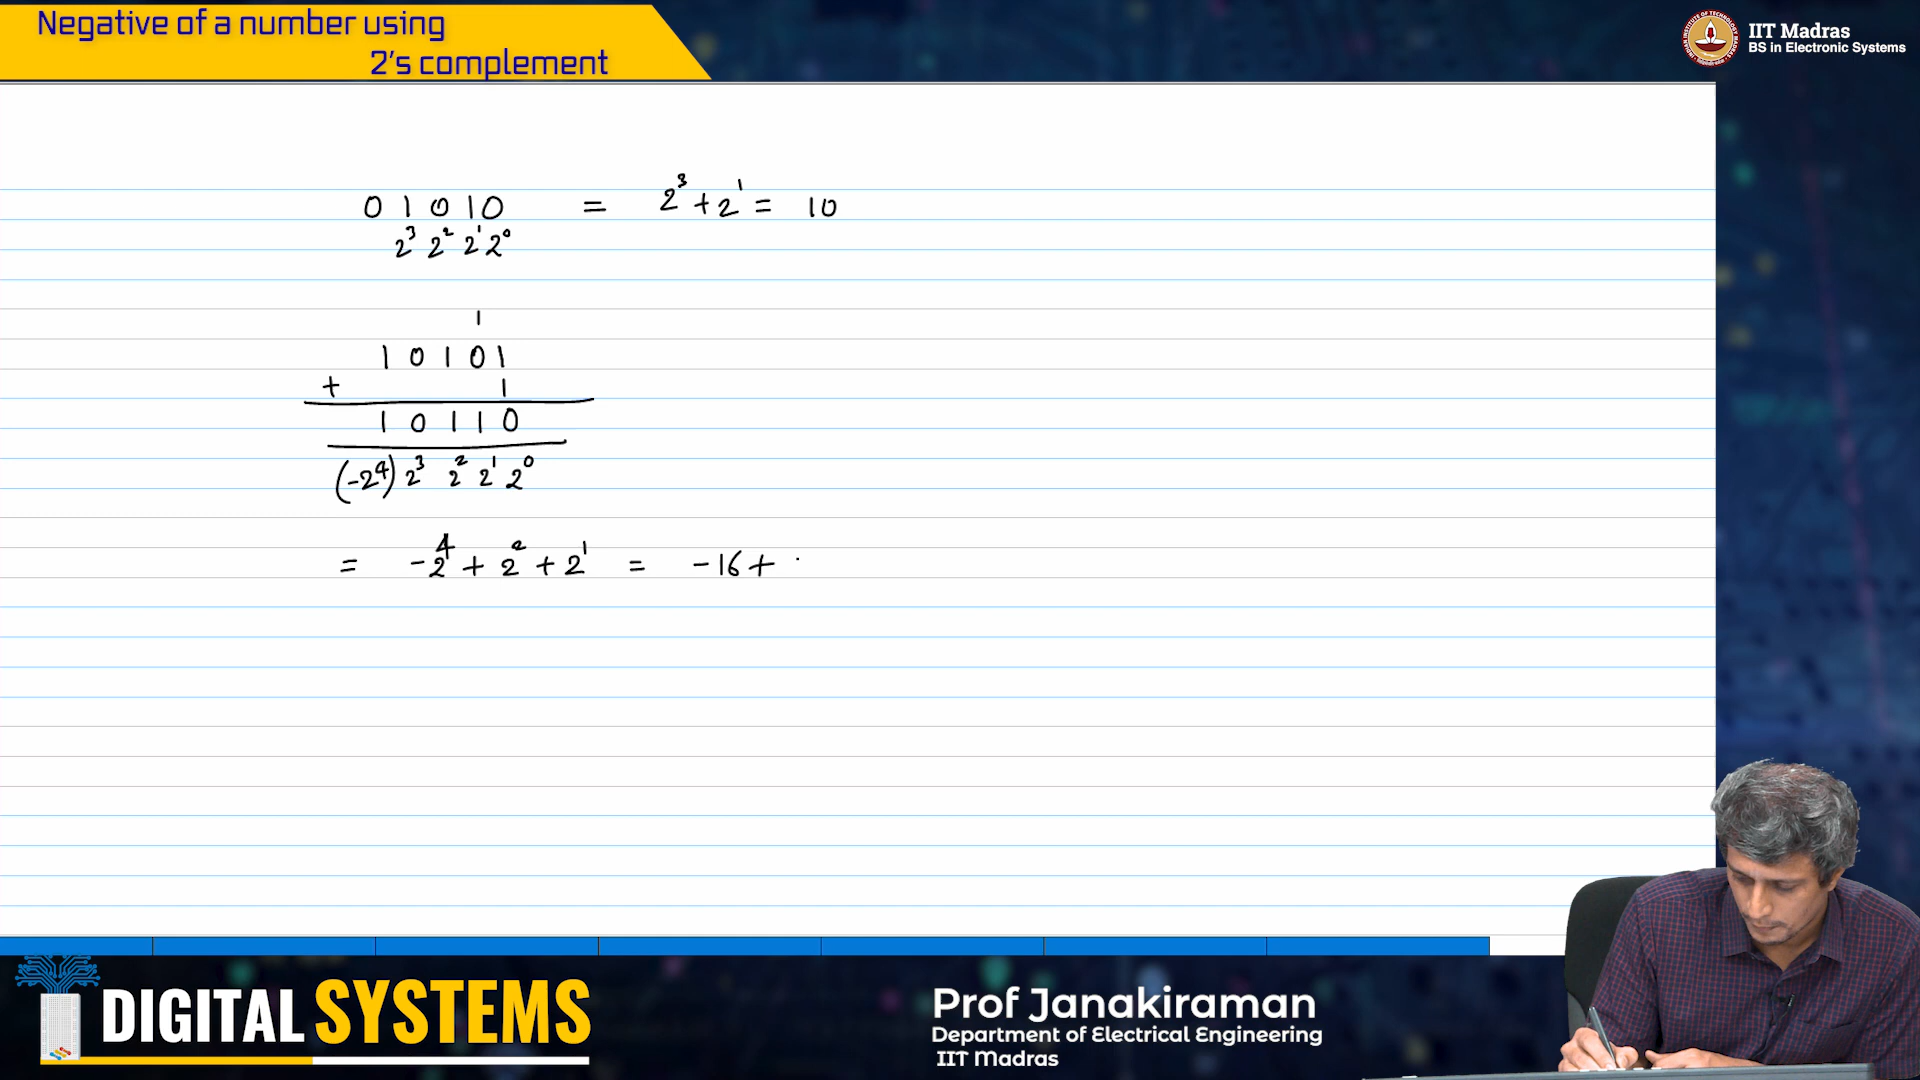 Negative of a number using
2's complement
IIT Madras
BS in Electronic Systems
0 1 0 1 0 = 2³ + 2¹ = 10
2³ 2² 2¹ 2⁰
1
1 0 1 0 1
+ 1
1 0 1 1 0
(-2⁴) 2³ 2² 2¹ 2⁰
= -2⁴ + 2² + 2¹ = -16 +
DIGITAL SYSTEMS
Prof Janakiraman
Department of Electrical Engineering
IIT Madras